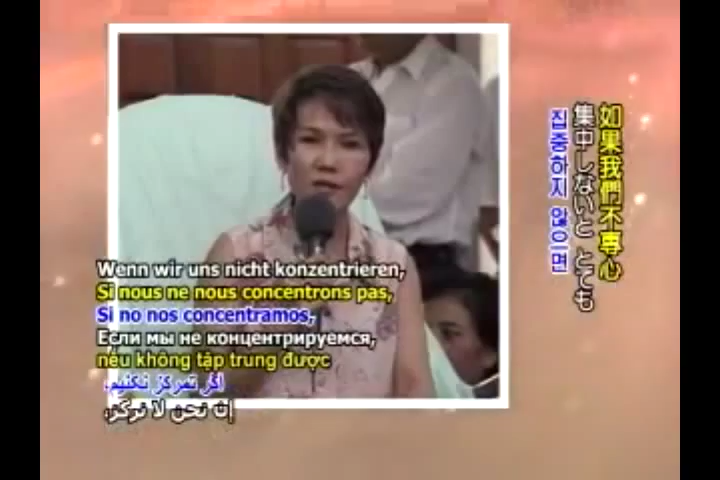 Wenn wir uns nicht konzentrieren,
Si nous ne nous concentrons pas,
Si no nos concentramos,
Если мы не концентрируемся,
nếu không tập trung được
اگر تمرکز نکنیم،
إن نحن لا نركز،
如果我們不專心
集中しないと とても
집중하지 않으면